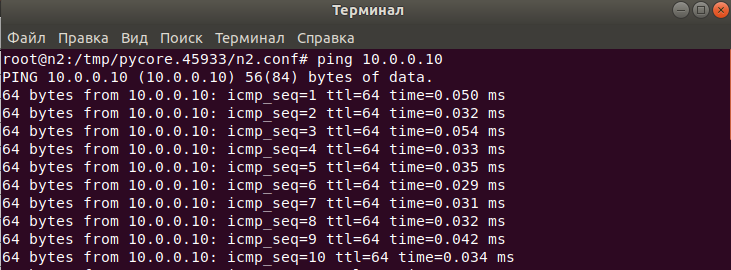 Терминал
Файл Правка Вид Поиск Терминал Справка
root@n2:/tmp/pycore.45933/n2.conf# ping 10.0.0.10
PING 10.0.0.10 (10.0.0.10) 56(84) bytes of data.
64 bytes from 10.0.0.10: icmp_seq=1 ttl=64 time=0.050 ms
64 bytes from 10.0.0.10: icmp_seq=2 ttl=64 time=0.032 ms
64 bytes from 10.0.0.10: icmp_seq=3 ttl=64 time=0.054 ms
64 bytes from 10.0.0.10: icmp_seq=4 ttl=64 time=0.033 ms
64 bytes from 10.0.0.10: icmp_seq=5 ttl=64 time=0.035 ms
64 bytes from 10.0.0.10: icmp_seq=6 ttl=64 time=0.029 ms
64 bytes from 10.0.0.10: icmp_seq=7 ttl=64 time=0.031 ms
64 bytes from 10.0.0.10: icmp_seq=8 ttl=64 time=0.032 ms
64 bytes from 10.0.0.10: icmp_seq=9 ttl=64 time=0.042 ms
64 bytes from 10.0.0.10: icmp_seq=10 ttl=64 time=0.034 ms